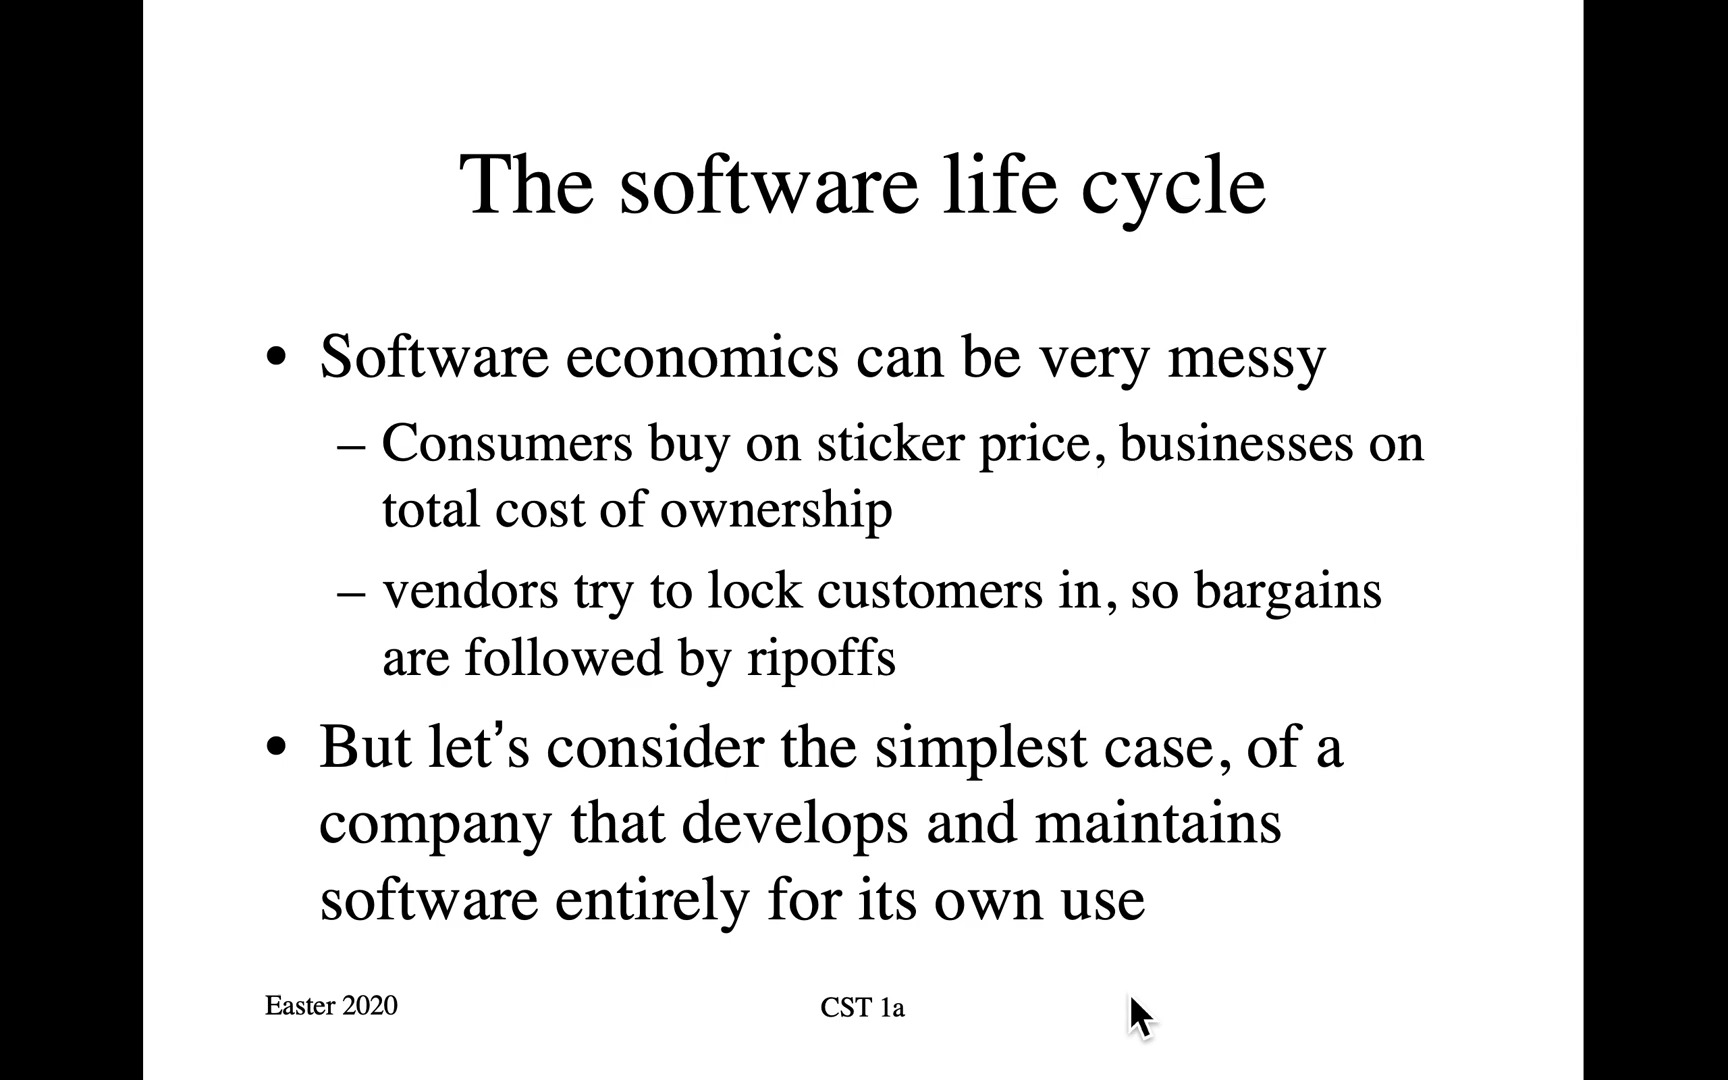 The software life cycle
• Software economics can be very messy
– Consumers buy on sticker price, businesses on
total cost of ownership
– vendors try to lock customers in, so bargains
are followed by ripoffs
• But let’s consider the simplest case, of a
company that develops and maintains
software entirely for its own use
Easter 2020
CST 1a